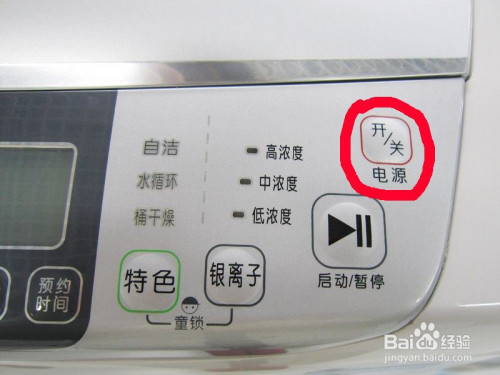 开/关
电源
自洁
水循环
桶干燥
高浓度
中浓度
低浓度
启动/暂停
预约
时间
特色
银离子
童锁
Baidu经验
jingyan.baidu.com